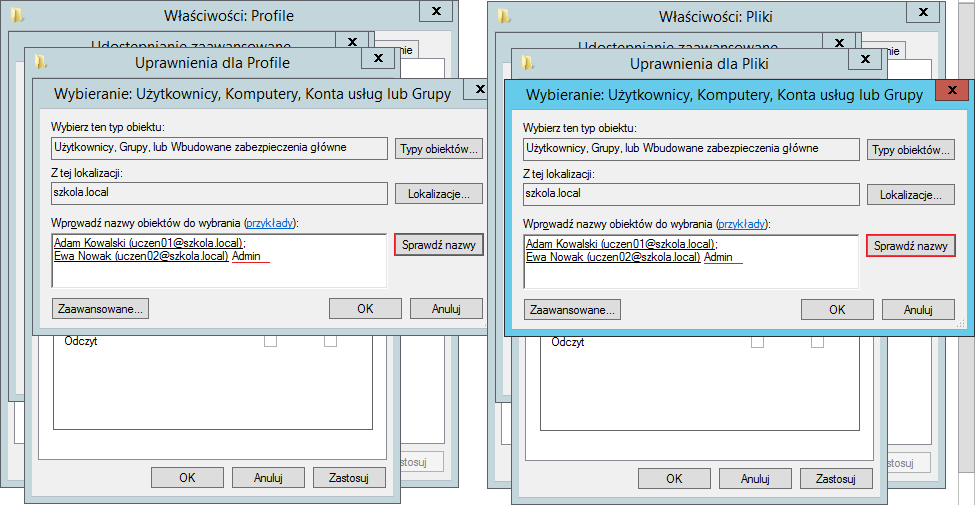 Właściwości: Profile
x
Udostępnianie zaawansowane
x
Uprawnienia dla Profile
x
Wybieranie: Użytkownicy, Komputery, Konta usług lub Grupy
x
Wybierz ten typ obiektu:
Użytkownicy, Grupy, lub Wbudowane zabezpieczenia główne
Typy obiektów...
Z tej lokalizacji:
szkola.local
Lokalizacje...
Wprowadź nazwy obiektów do wybrania (przykłady):
Adam Kowalski (uczen01@szkola.local);
Ewa Nowak (uczen02@szkola.local) Admin
Sprawdź nazwy
Zaawansowane...
OK
Anuluj
Odczyt
OK
Anuluj
Zastosuj
Właściwości: Pliki
x
Udostępnianie zaawansowane
x
Uprawnienia dla Pliki
x
Wybieranie: Użytkownicy, Komputery, Konta usług lub Grupy
x
Wybierz ten typ obiektu:
Użytkownicy, Grupy, lub Wbudowane zabezpieczenia główne
Typy obiektów...
Z tej lokalizacji:
szkola.local
Lokalizacje...
Wprowadź nazwy obiektów do wybrania (przykłady):
Adam Kowalski (uczen01@szkola.local);
Ewa Nowak (uczen02@szkola.local) Admin
Sprawdź nazwy
Zaawansowane...
OK
Anuluj
Odczyt
OK
Anuluj
Zastosuj